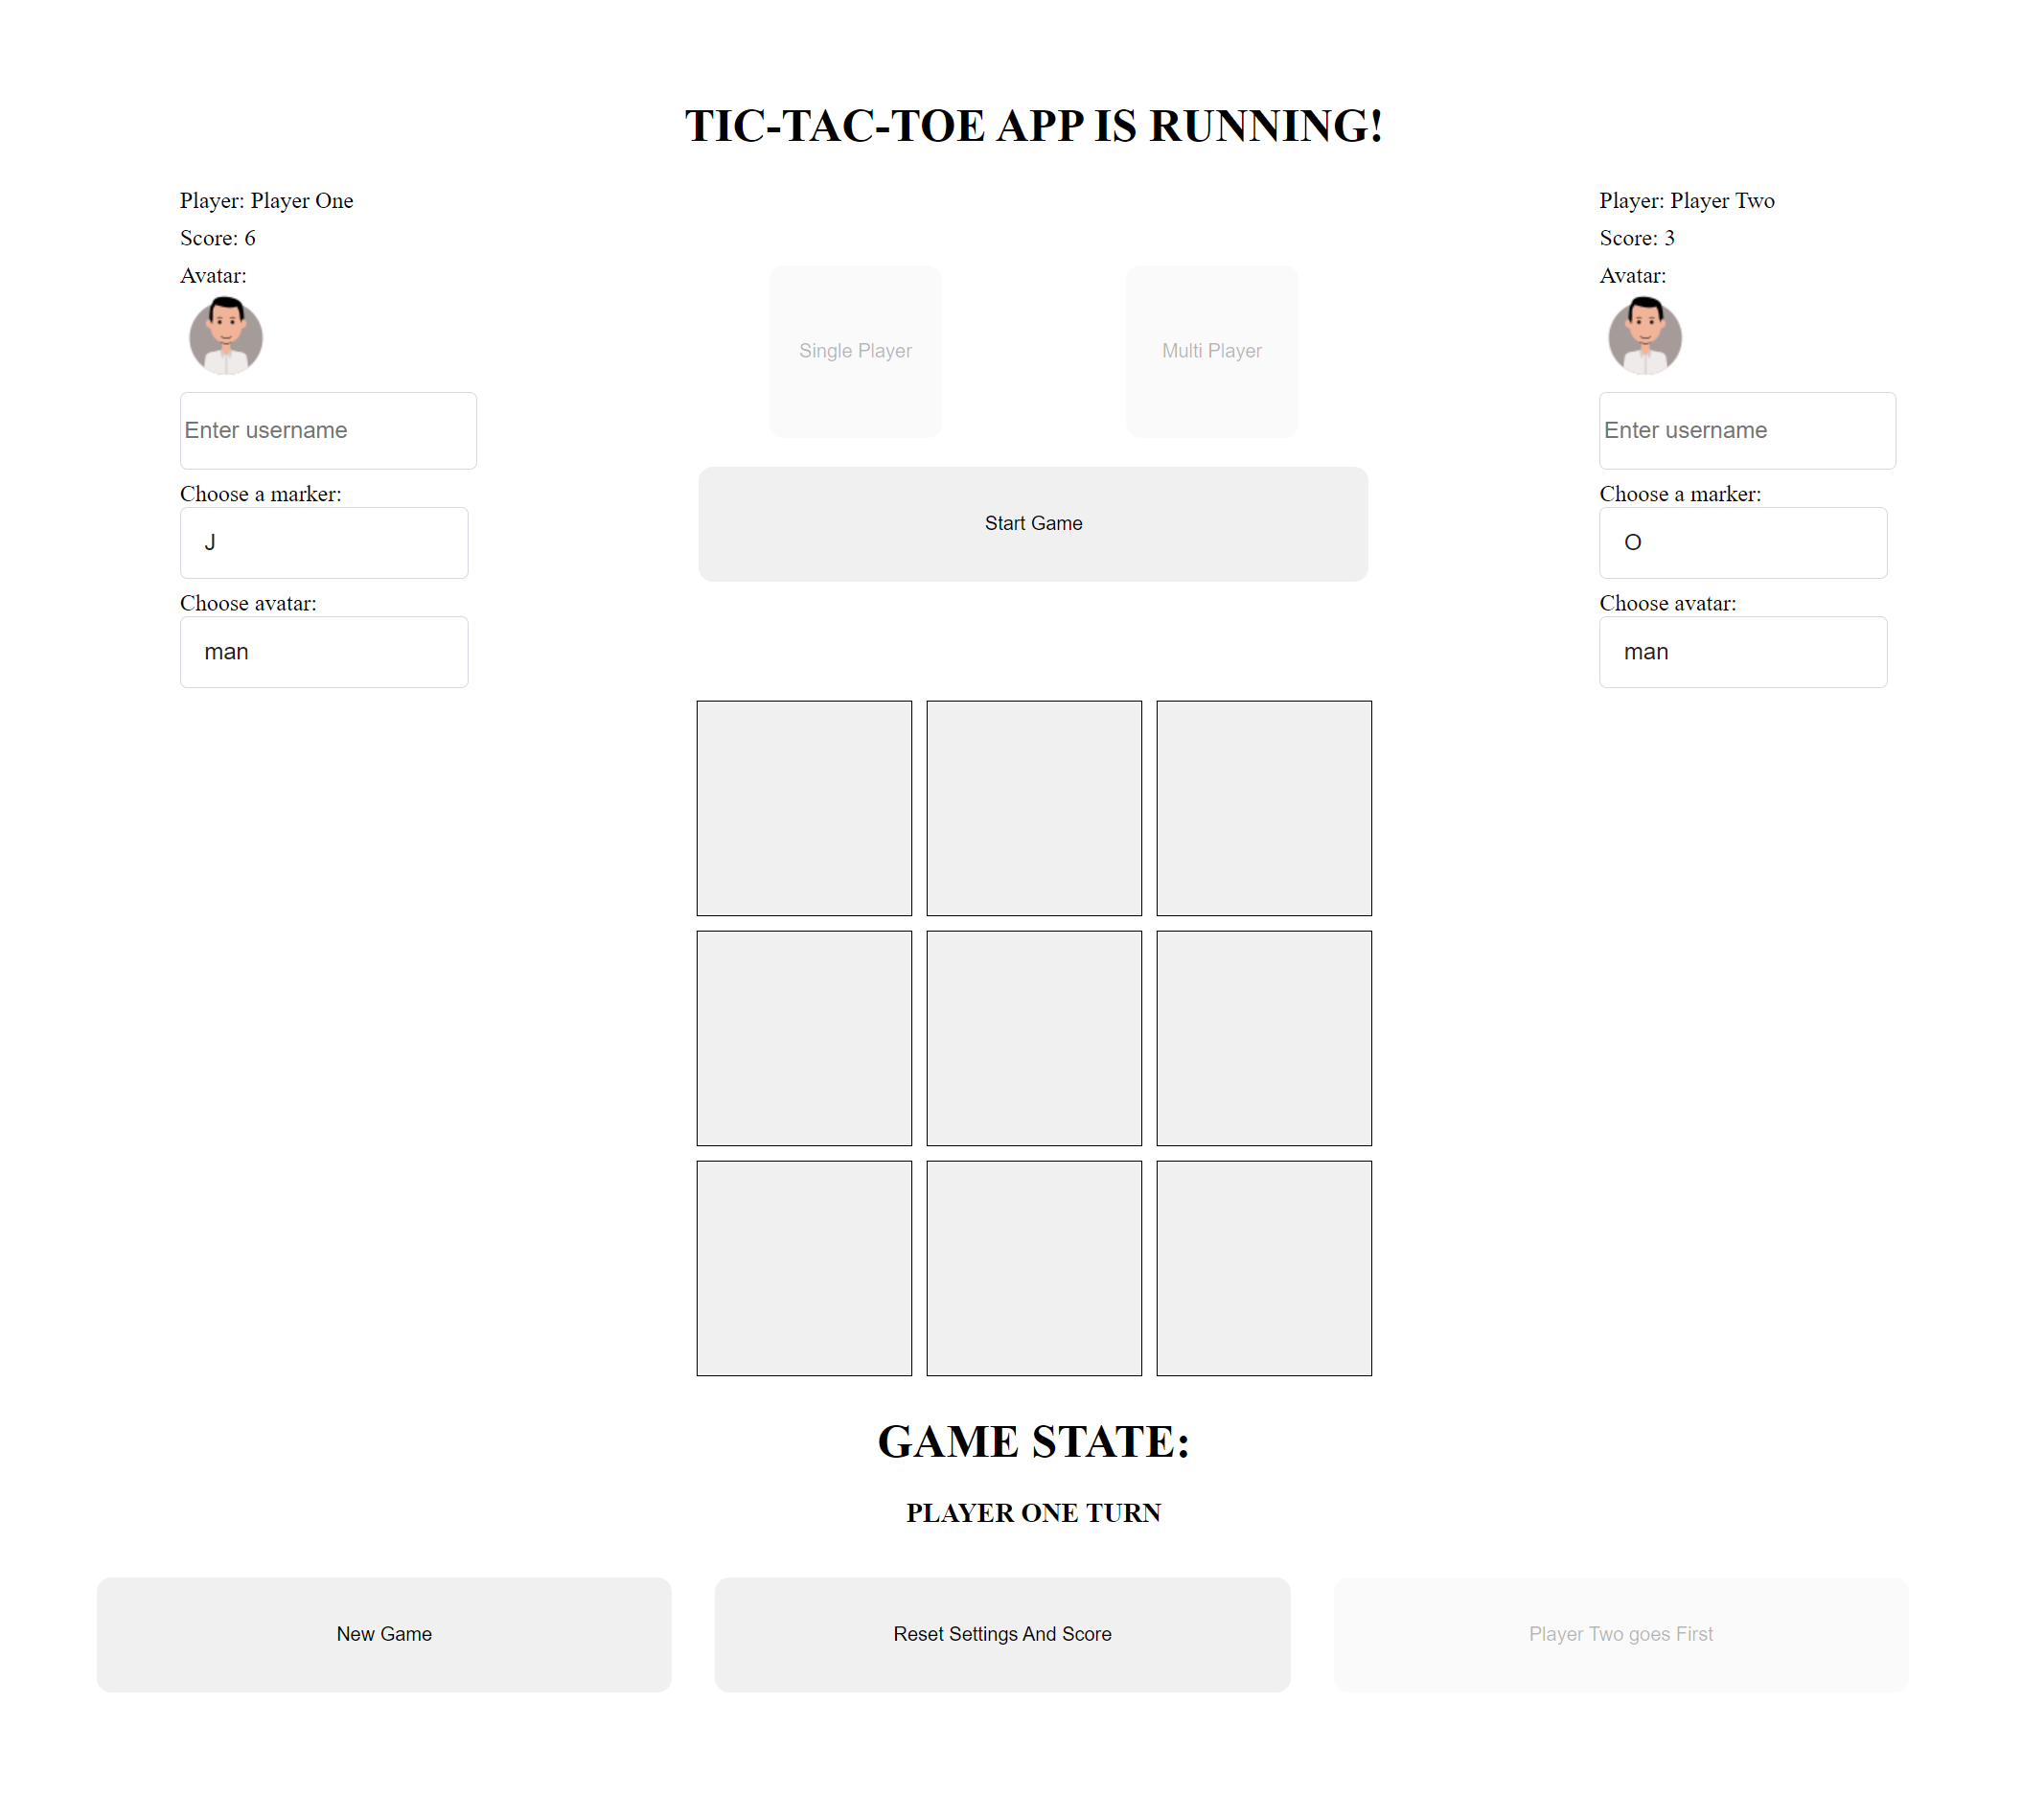 TIC-TAC-TOE APP IS RUNNING!
Player: Player One
Score: 6
Avatar:
Enter username
Choose a marker:
J
Choose avatar:
man
Single Player
Multi Player
Start Game
Player: Player Two
Score: 3
Avatar:
Enter username
Choose a marker:
O
Choose avatar:
man
GAME STATE:
PLAYER ONE TURN
New Game
Reset Settings And Score
Player Two goes First